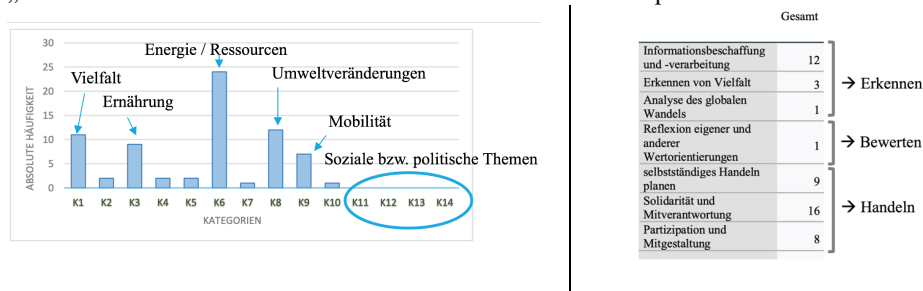 „
30
25
20
15
10
5
0
ABSOLUTE HÄUFIGKEIT
Energie / Ressourcen
Vielfalt
Umweltveränderungen
Ernährung
Mobilität
Soziale bzw. politische Themen
K1 K2 K3 K4 K5 K6 K7 K8 K9 K10 K11 K12 K13 K14
KATEGORIEN
Gesamt
Informationsbeschaffung
und -verarbeitung 12
Erkennen von Vielfalt 3
→ Erkennen
Analyse des globalen
Wandels 1
Reflexion eigener und
anderer
Wertorientierungen 1
→ Bewerten
selbstständiges Handeln
planen 9
Solidarität und
Mitverantwortung 16
→ Handeln
Partizipation und
Mitgestaltung 8